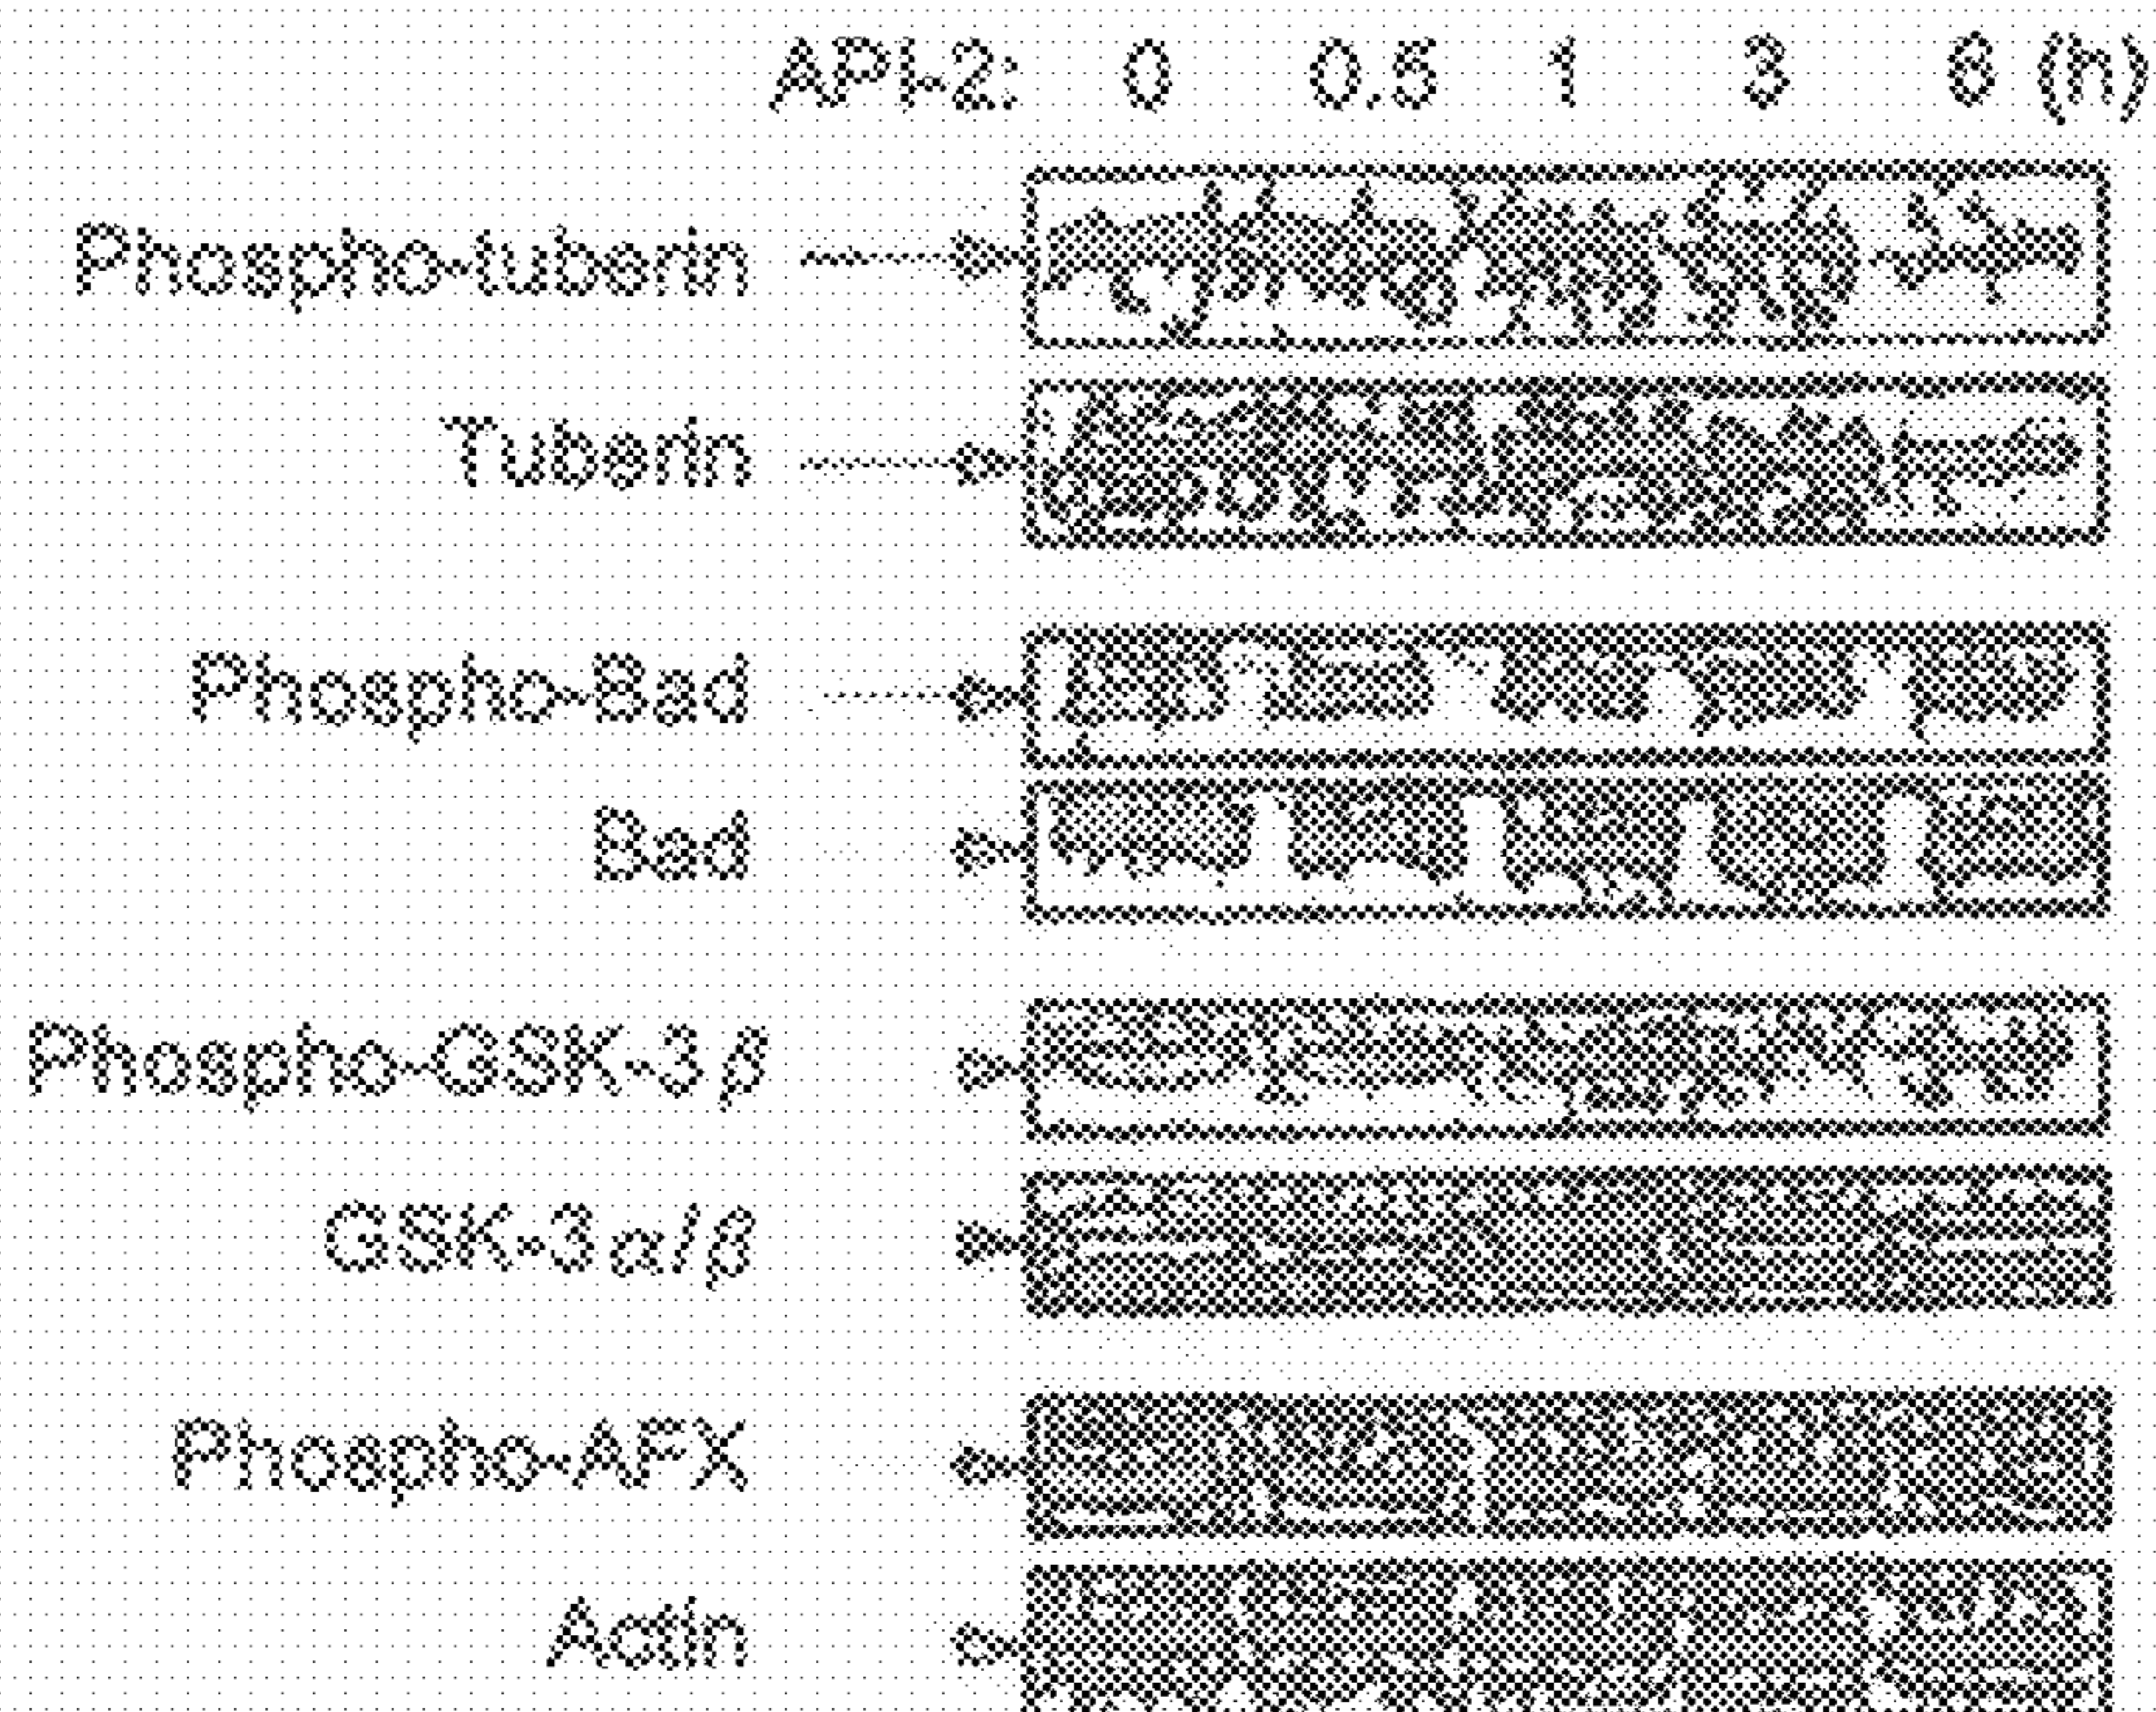 API-2: 0 0.5 1 3 6 (h)
Phospho-tuberin
Tuberin
Phospho-Bad
Bad
Phospho-GSK-3β
GSK-3α/β
Phospho-AFX
Actin